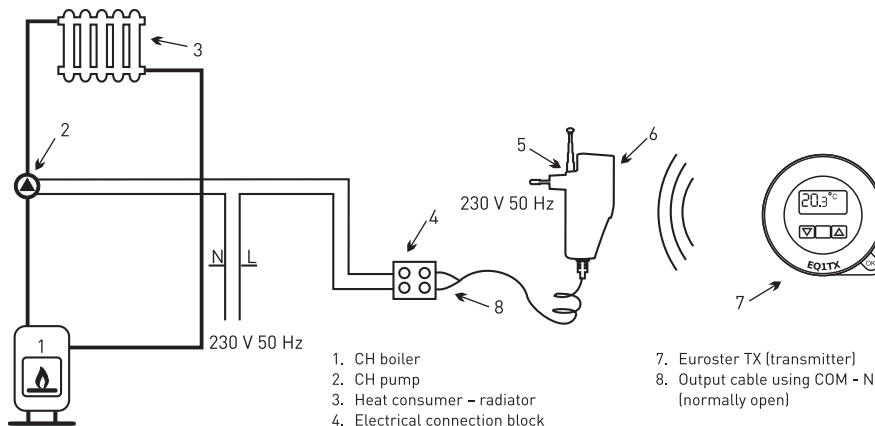 3
2
5
6
230 V 50 Hz
20.3°C
4
N L
EQ1TX
OK
8
7
1
230 V 50 Hz
1. CH boiler
2. CH pump
3. Heat consumer – radiator
4. Electrical connection block
7. Euroster TX (transmitter)
8. Output cable using COM - N
(normally open)